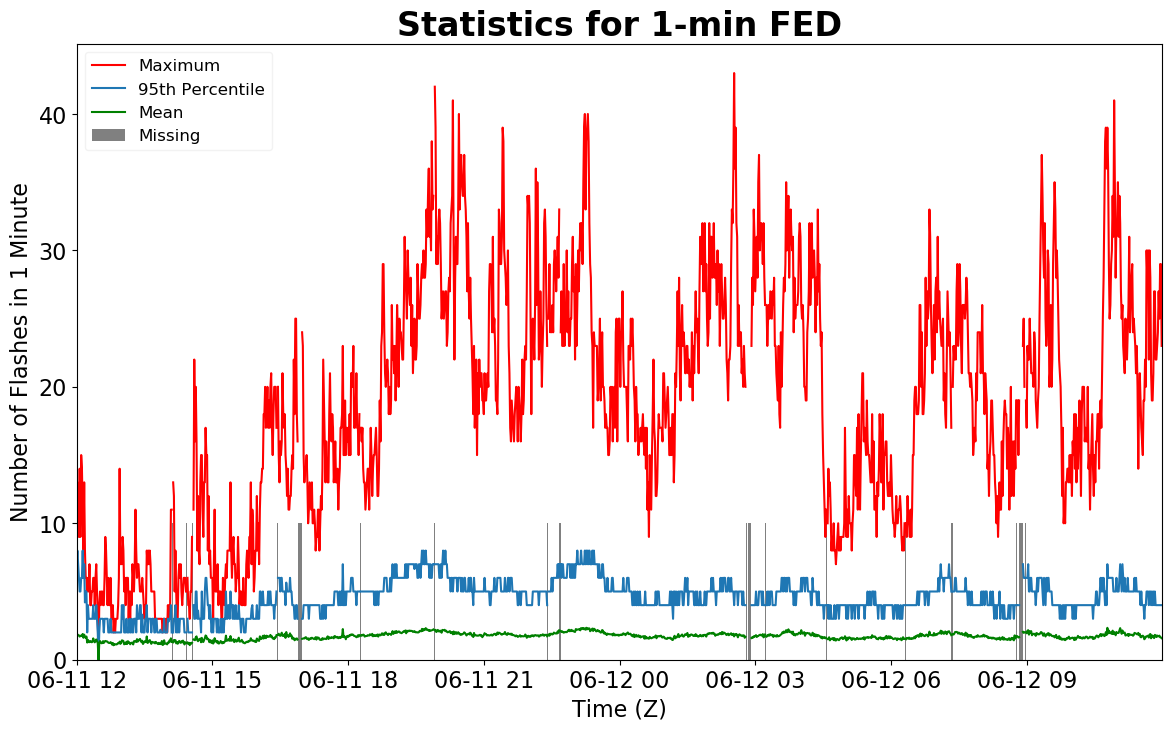 Statistics for 1-min FED
Maximum
95th Percentile
Mean
Missing
Number of Flashes in 1 Minute
40
30
20
10
0
06-11 12
06-11 15
06-11 18
06-11 21
06-12 00
06-12 03
06-12 06
06-12 09
Time (Z)